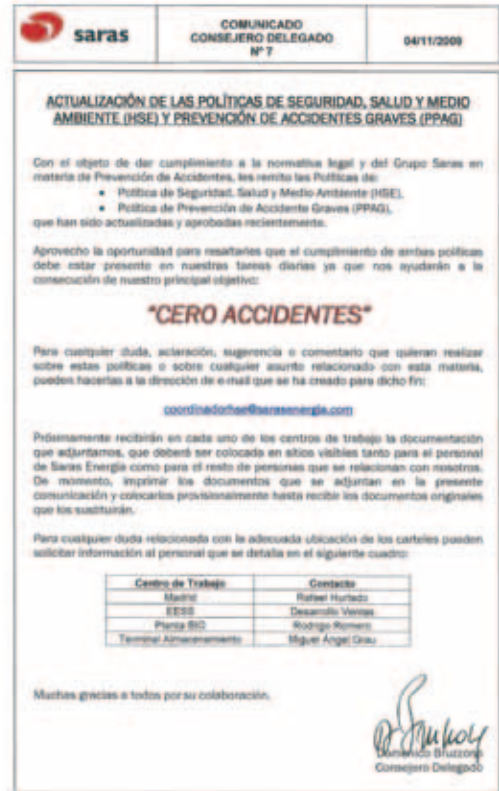 saras
COMUNICADO
CONSEJERO DELEGADO
Nº 7
04/11/2009
ACTUALIZACIÓN DE LAS POLÍTICAS DE SEGURIDAD, SALUD Y MEDIO
AMBIENTE (HSE) Y PREVENCIÓN DE ACCIDENTES GRAVES (PPAG)
Con el objeto de dar cumplimiento a la normativa legal y del Grupo Saras en
materia de Prevención de Accidentes, les remito las Políticas de:
• Política de Seguridad, Salud y Medio Ambiente (HSE),
• Política de Prevención de Accidente Graves (PPAG),
que han sido actualizadas y aprobadas recientemente.
Aprovecho la oportunidad para resaltarles que el cumplimiento de ambas políticas
debe estar presente en nuestras tareas diarias ya que nos ayudarán a la
consecución de nuestro principal objetivo:
"CERO ACCIDENTES"
Para cualquier duda, aclaración, sugerencia o comentario que quieran realizar
sobre estas políticas o sobre cualquier asunto relacionado con esta materia,
pueden hacerlas a la dirección de e-mail que se ha creado para dicho fin:
coordinadorhse@sarasenergia.com
Próximamente recibirán en cada uno de los centros de trabajo la documentación
que adjuntamos, que deberá ser colocada en sitios visibles tanto para el personal
de Saras Energía como para el resto de personas que se relacionan con nosotros.
De momento, imprimir los documentos que se adjuntan en la presente
comunicación y colocarlos provisionalmente hasta recibir los documentos originales
que los sustituirán.
Para cualquier duda relacionada con la adecuada ubicación de los carteles pueden
solicitar información al personal que se detalla en el siguiente cuadro:
Centro de Trabajo Contacto
Madrid Rafael Hurtado
EESS Desarrollo Ventas
Planta BIO Rodrigo Romero
Terminal Almacenamiento Miguel Ángel Grau
Muchas gracias a todos por su colaboración.
Domenico Bruzzone
Consejero Delegado